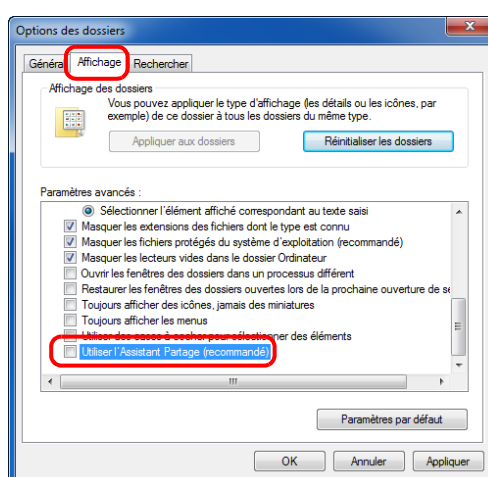 Options des dossiers
Général Affichage Rechercher
Affichage des dossiers
Vous pouvez appliquer le type d'affichage (les détails ou les icônes, par
exemple) de ce dossier à tous les dossiers du même type.
Appliquer aux dossiers Réinitialiser les dossiers
Paramètres avancés :
Sélectionner l'élément affiché correspondant au texte saisi
Masquer les extensions des fichiers dont le type est connu
Masquer les fichiers protégés du système d'exploitation (recommandé)
Masquer les lecteurs vides dans le dossier Ordinateur
Ouvrir les fenêtres des dossiers dans un processus différent
Restaurer les fenêtres des dossiers ouvertes lors de la prochaine ouverture de se
Toujours afficher des icônes, jamais des miniatures
Toujours afficher les menus
Utiliser des cases à cocher pour sélectionner des éléments
Utiliser l'Assistant Partage (recommandé)
Paramètres par défaut
OK Annuler Appliquer